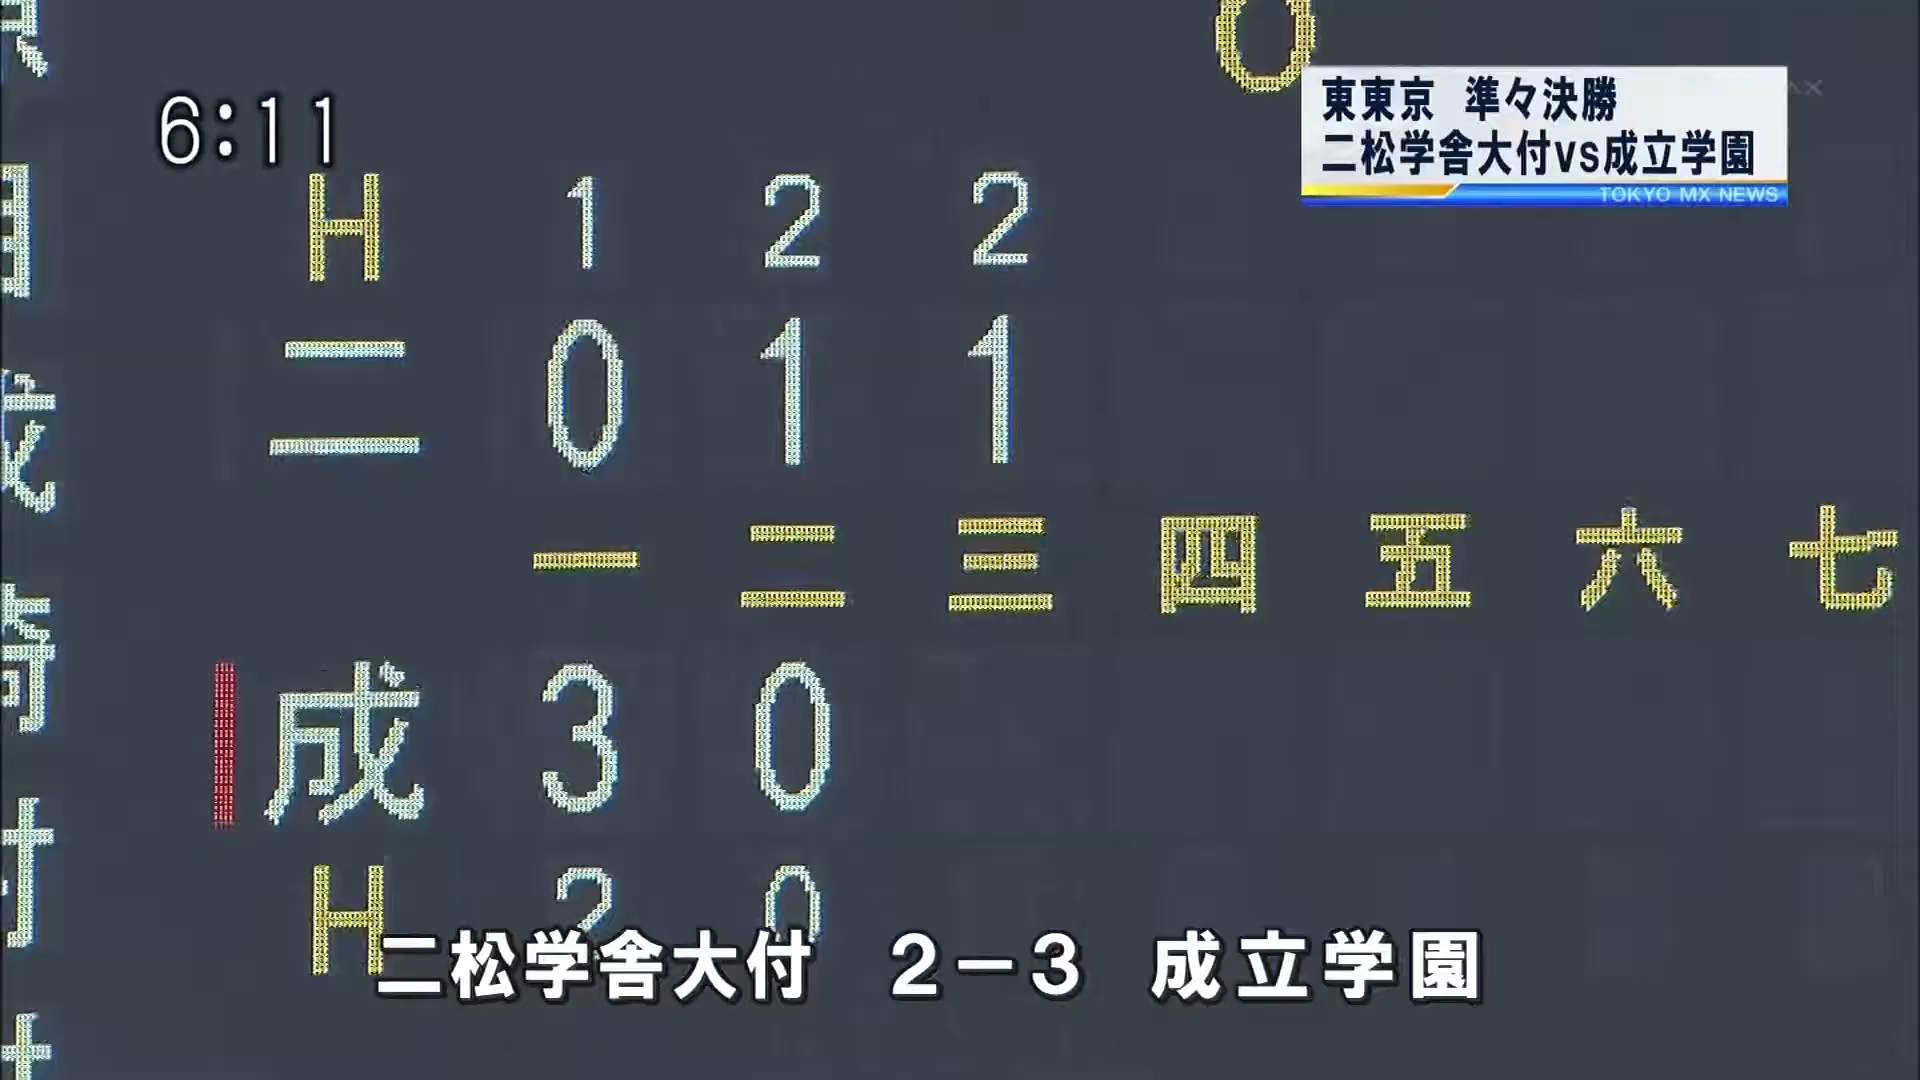 6:11
東東京 準々決勝
二松学舎大付vs成立学園
TOKYO MX NEWS
H 1 2 2
二 0 1 1
一 二 三 四 五 六 七
成 3 0
H 2 0
二松学舎大付 2-3 成立学園